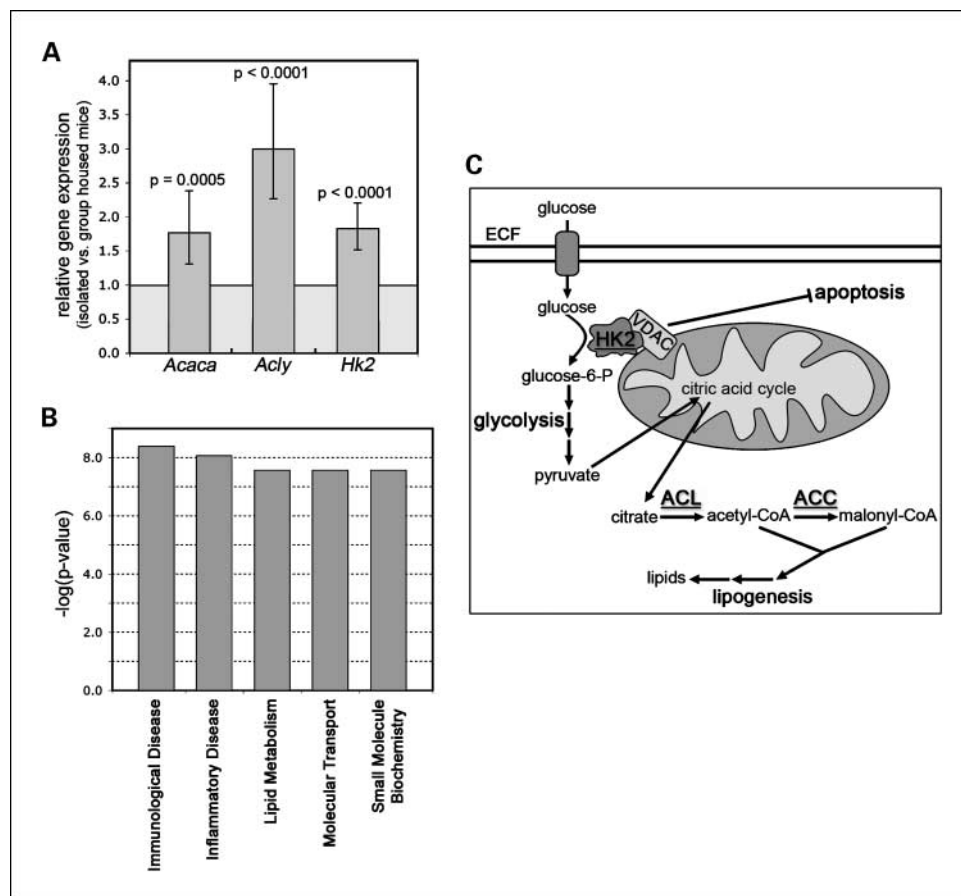 A
relative gene expression
(isolated vs. group housed mice)
4.0
3.5
3.0
2.5
2.0
1.5
1.0
0.5
0.0
p = 0.0005
p < 0.0001
p < 0.0001
Acaca
Acly
Hk2
B
-log(p-value)
8.0
6.0
4.0
2.0
0.0
Immunological Disease
Inflammatory Disease
Lipid Metabolism
Molecular Transport
Small Molecule
Biochemistry
C
glucose
ECF
glucose
HK2
VDAC
apoptosis
glucose-6-P
citric acid cycle
glycolysis
pyruvate
citrate
ACL
acetyl-CoA
ACC
malonyl-CoA
lipids
lipogenesis